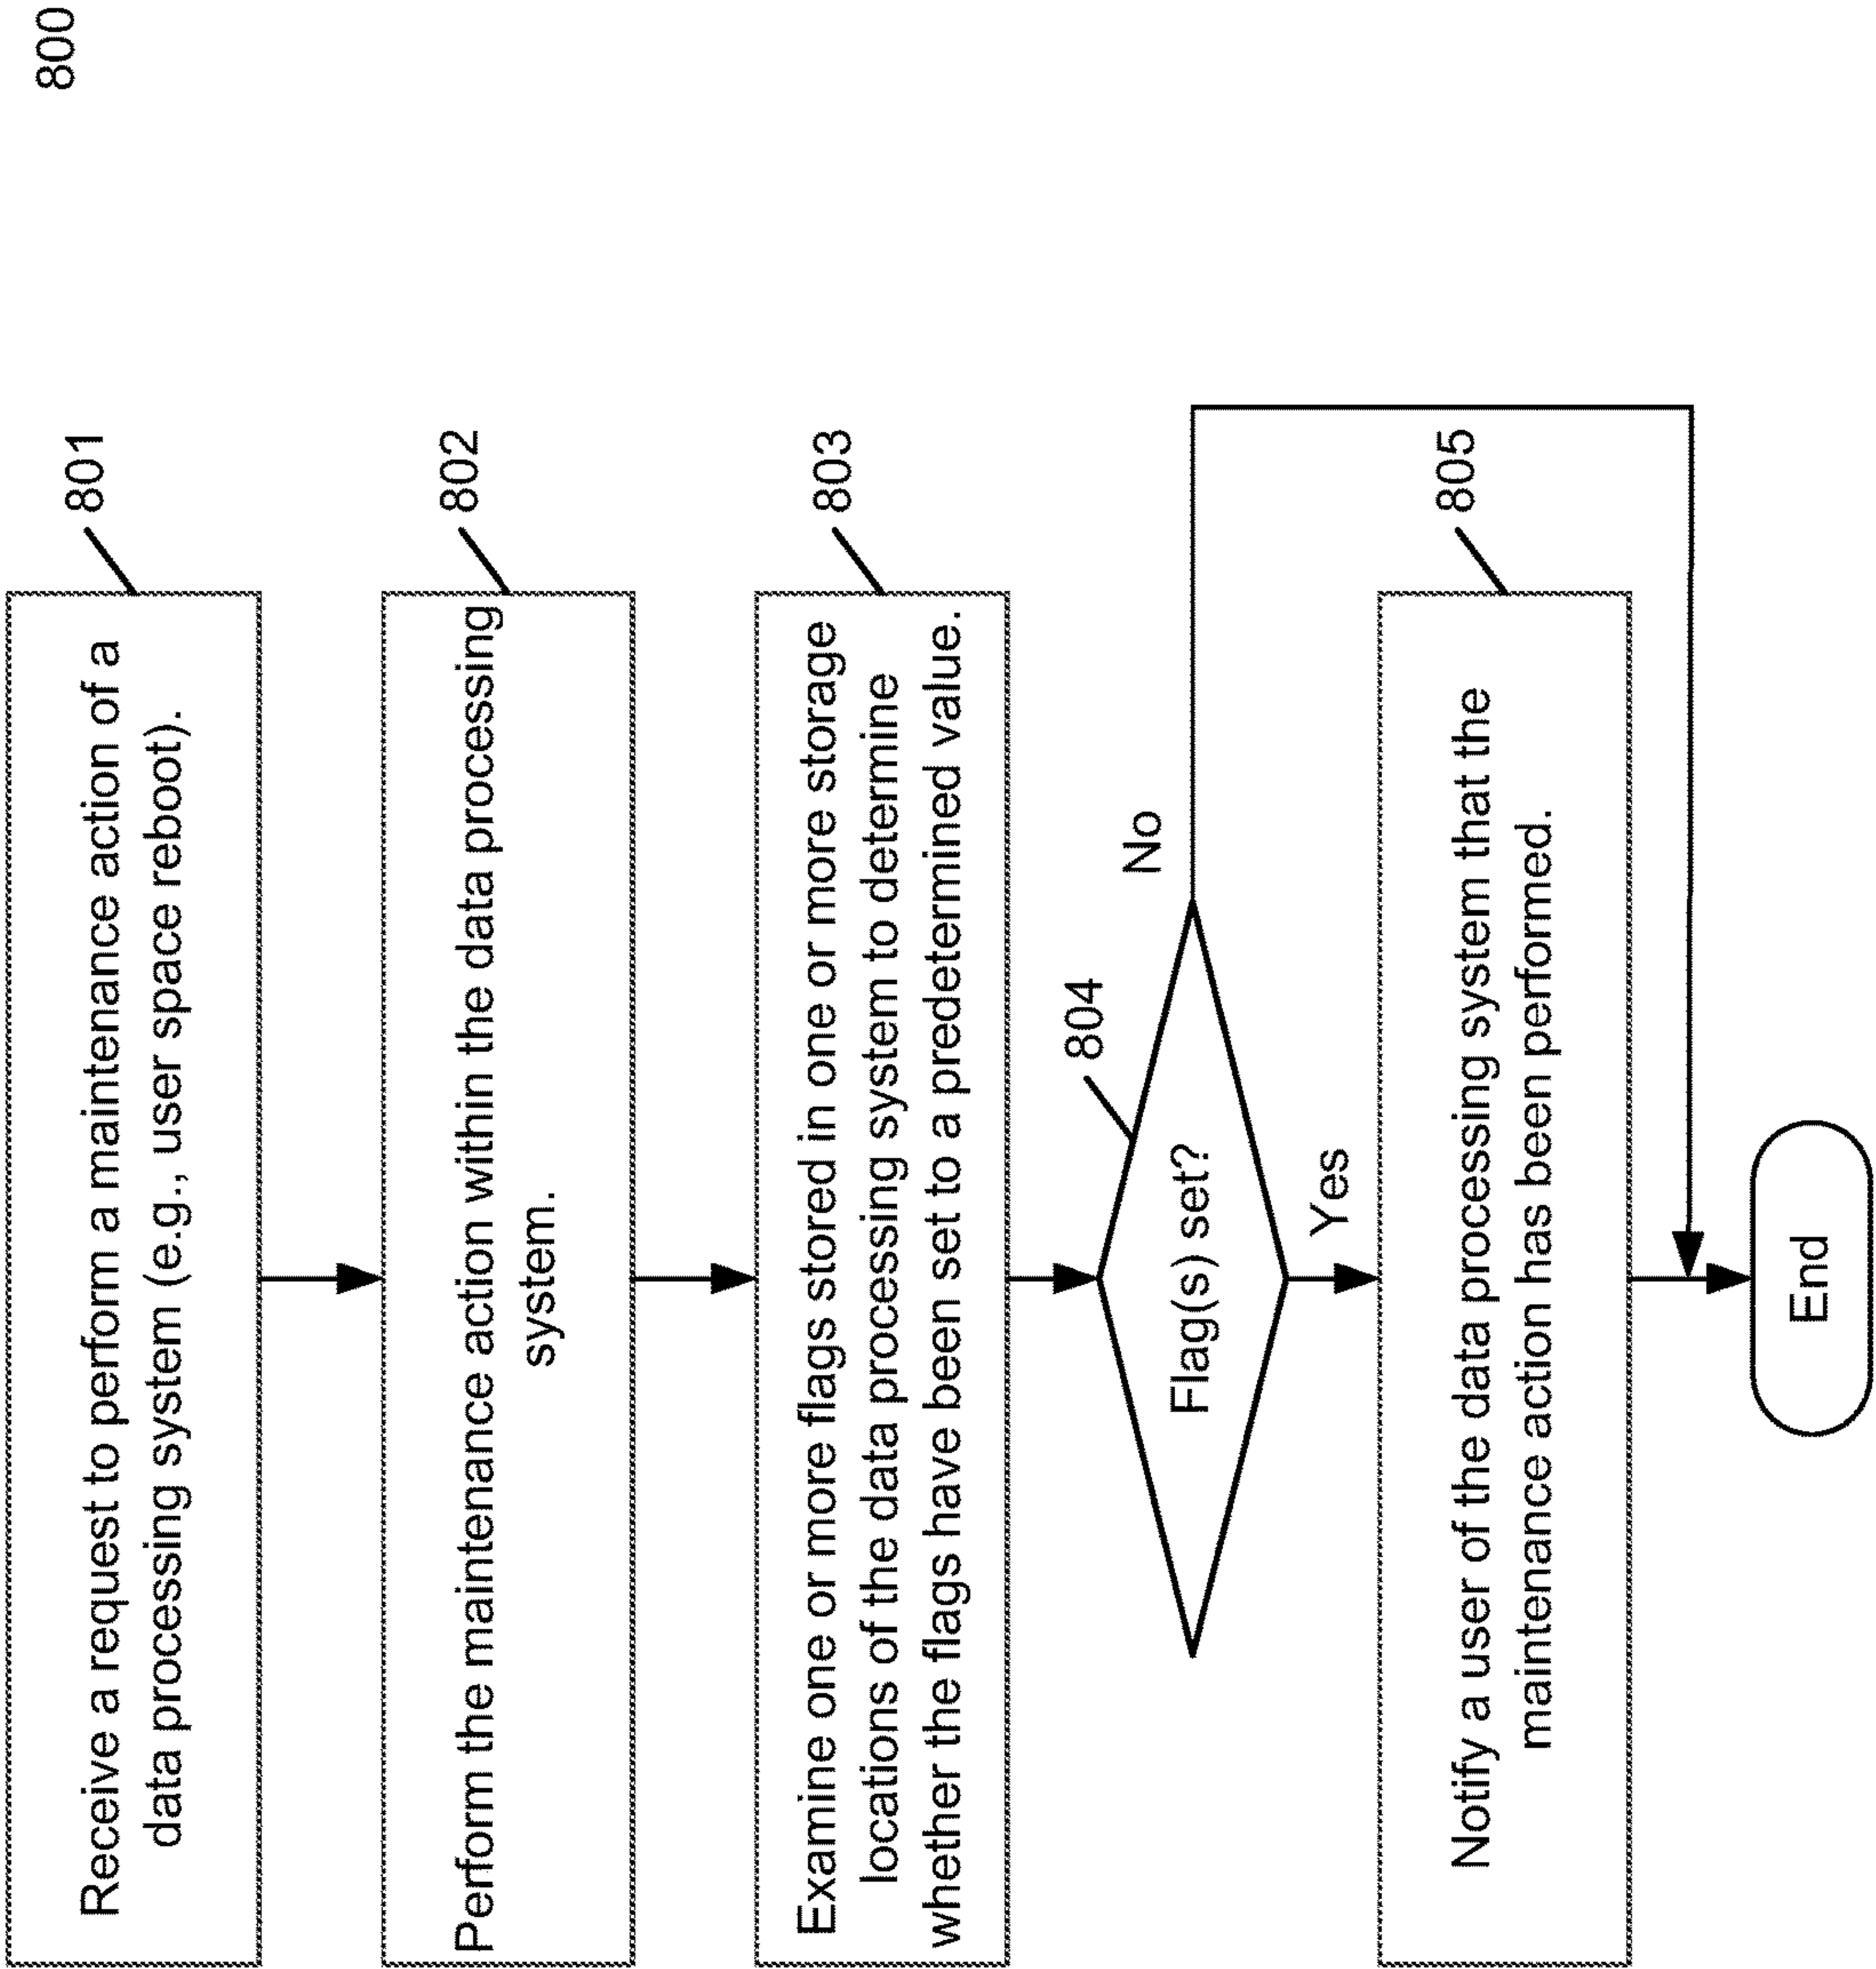 800
801
Receive a request to perform a maintenance action of a
data processing system (e.g., user space reboot).
802
Perform the maintenance action within the data processing
system.
803
Examine one or more flags stored in one or more storage
locations of the data processing system to determine
whether the flags have been set to a predetermined value.
804
Flag(s) set?
No
Yes
805
Notify a user of the data processing system that the
maintenance action has been performed.
End